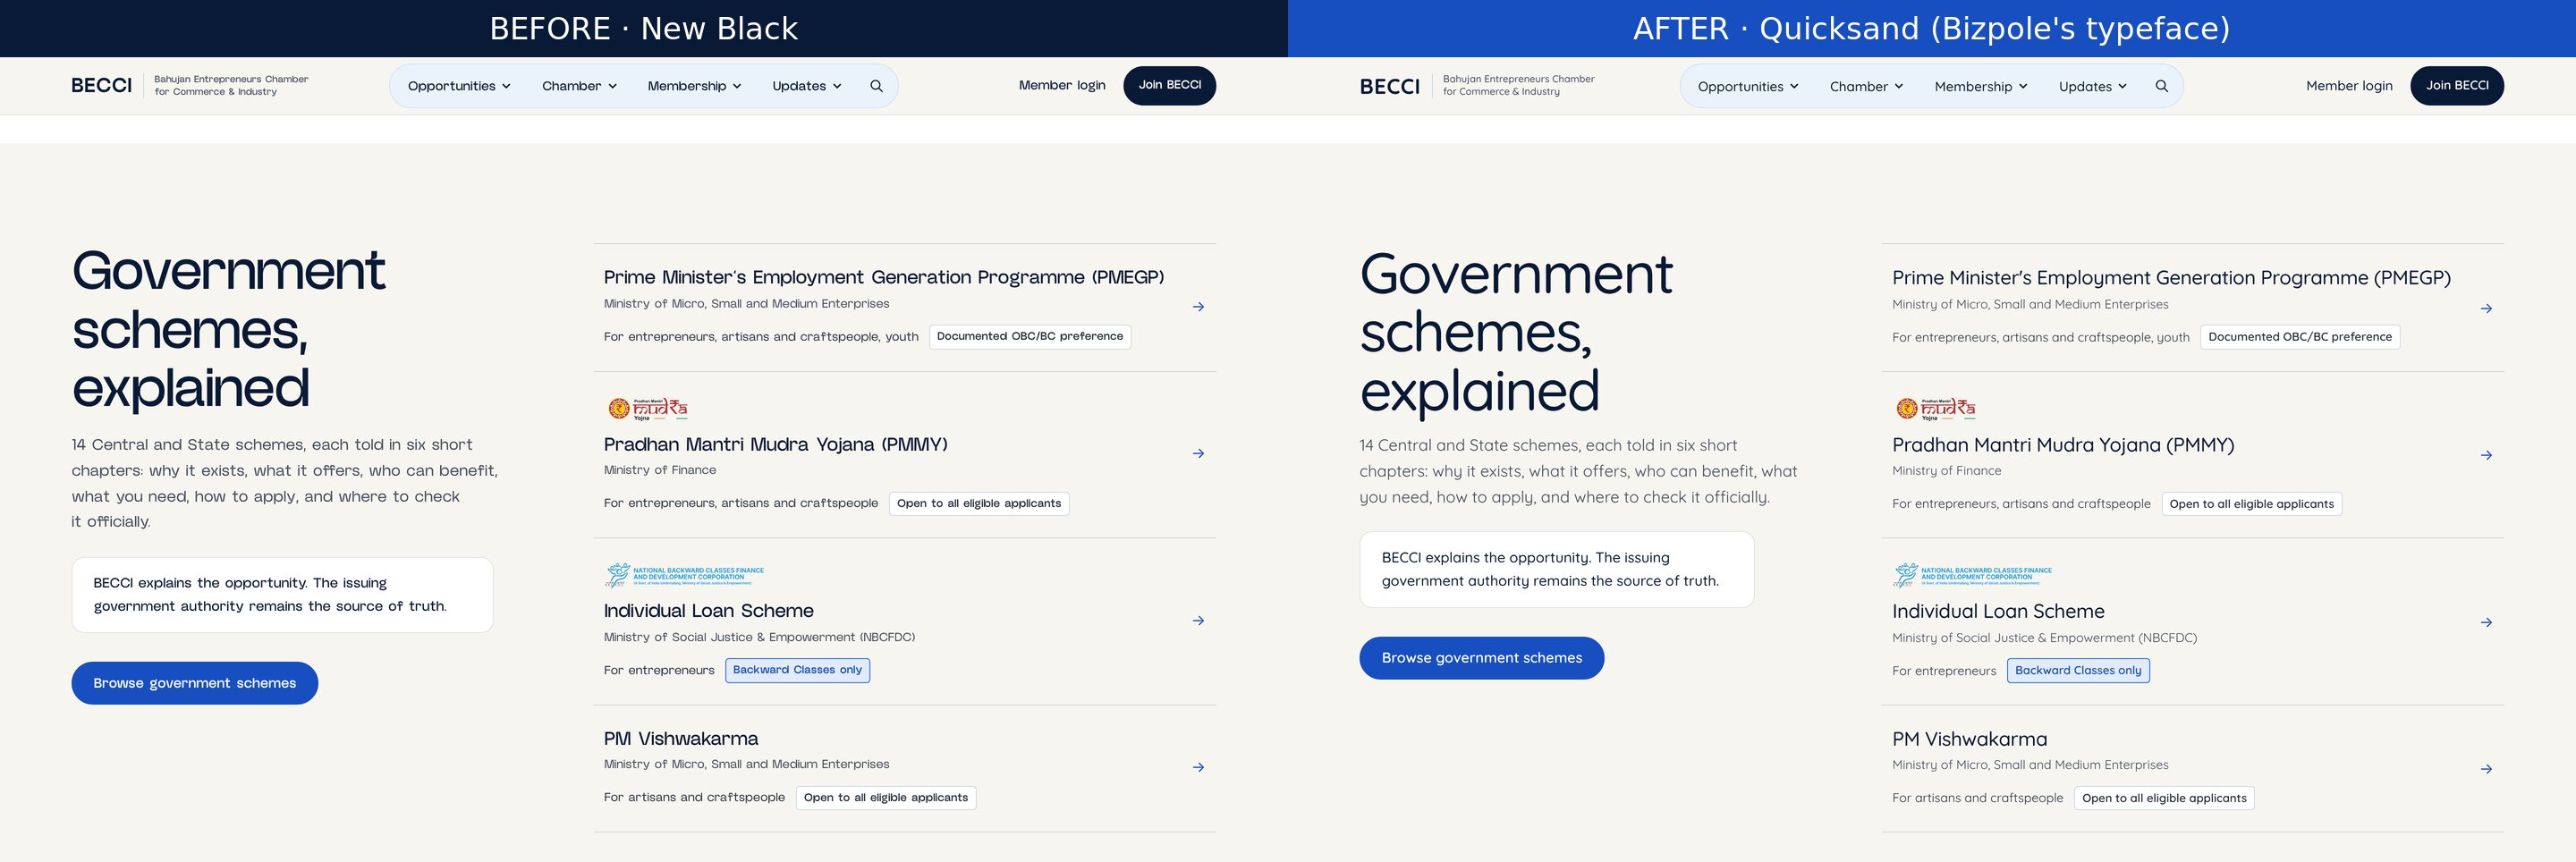 BEFORE · New Black
BECCI
Bahujan Entrepreneurs Chamber
for Commerce & Industry
Opportunities
Chamber
Membership
Updates
Member login
Join BECCI
Government
schemes,
explained
14 Central and State schemes, each told in six short
chapters: why it exists, what it offers, who can benefit,
what you need, how to apply, and where to check
it officially.
BECCI explains the opportunity. The issuing
government authority remains the source of truth.
Browse government schemes
Prime Minister's Employment Generation Programme (PMEGP)
Ministry of Micro, Small and Medium Enterprises
For entrepreneurs, artisans and craftspeople, youth
Documented OBC/BC preference
Pradhan Mantri
मुद्रा
Yojna
Pradhan Mantri Mudra Yojana (PMMY)
Ministry of Finance
For entrepreneurs, artisans and craftspeople
Open to all eligible applicants
NATIONAL BACKWARD CLASSES FINANCE
AND DEVELOPMENT CORPORATION
Individual Loan Scheme
Ministry of Social Justice & Empowerment (NBCFDC)
For entrepreneurs
Backward Classes only
PM Vishwakarma
Ministry of Micro, Small and Medium Enterprises
For artisans and craftspeople
Open to all eligible applicants
AFTER · Quicksand (Bizpole's typeface)
BECCI
Bahujan Entrepreneurs Chamber
for Commerce & Industry
Opportunities
Chamber
Membership
Updates
Member login
Join BECCI
Government
schemes,
explained
14 Central and State schemes, each told in six short
chapters: why it exists, what it offers, who can benefit, what
you need, how to apply, and where to check it officially.
BECCI explains the opportunity. The issuing
government authority remains the source of truth.
Browse government schemes
Prime Minister's Employment Generation Programme (PMEGP)
Ministry of Micro, Small and Medium Enterprises
For entrepreneurs, artisans and craftspeople, youth
Documented OBC/BC preference
Pradhan Mantri
मुद्रा
Yojna
Pradhan Mantri Mudra Yojana (PMMY)
Ministry of Finance
For entrepreneurs, artisans and craftspeople
Open to all eligible applicants
NATIONAL BACKWARD CLASSES FINANCE
AND DEVELOPMENT CORPORATION
Individual Loan Scheme
Ministry of Social Justice & Empowerment (NBCFDC)
For entrepreneurs
Backward Classes only
PM Vishwakarma
Ministry of Micro, Small and Medium Enterprises
For artisans and craftspeople
Open to all eligible applicants